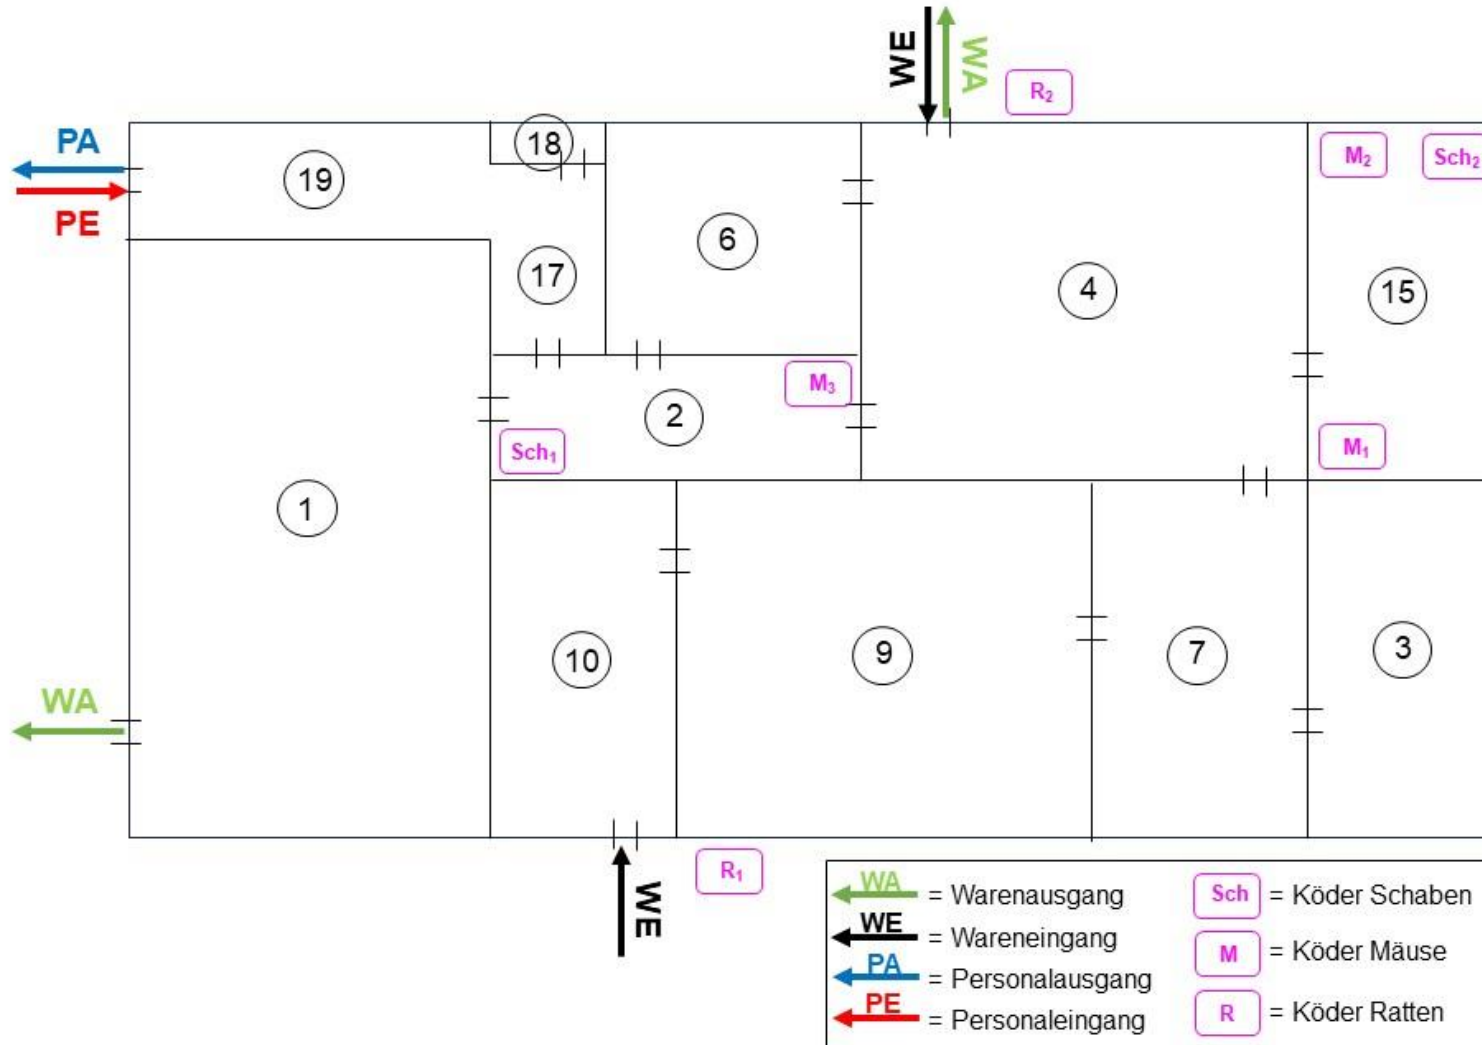 WE
WA
R2
PA
PE
18
19
M2
Sch2
6
17
4
15
M3
2
Sch1
M1
1
10
9
7
3
WA
R1
WE
WA = Warenausgang
WE = Wareneingang
PA = Personalausgang
PE = Personaleingang
Sch = Köder Schaben
M = Köder Mäuse
R = Köder Ratten